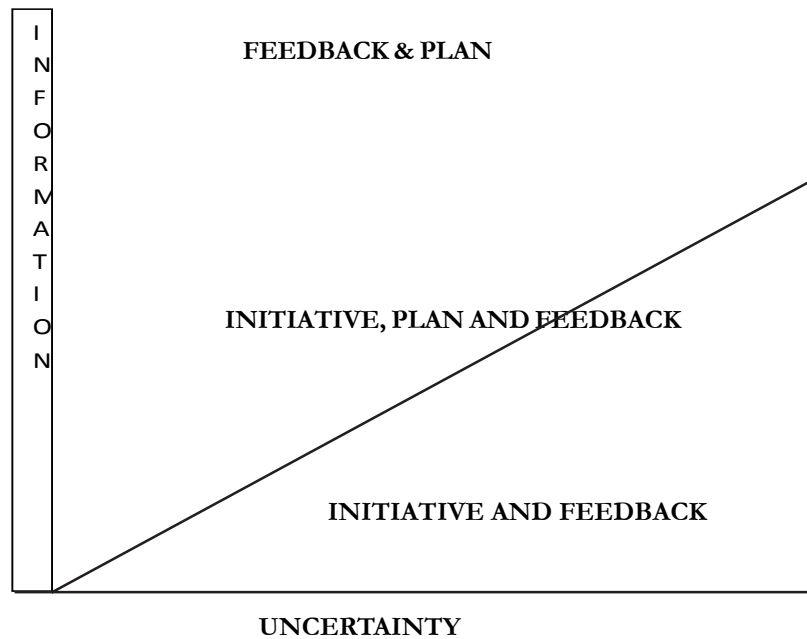 INFORMATION
FEEDBACK & PLAN
INITIATIVE, PLAN AND FEEDBACK
INITIATIVE AND FEEDBACK
UNCERTAINTY